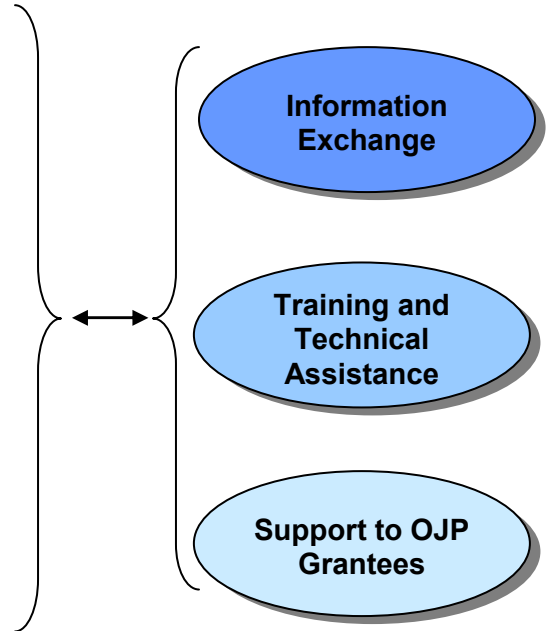 Information
Exchange
Training and
Technical
Assistance
Support to OJP
Grantees